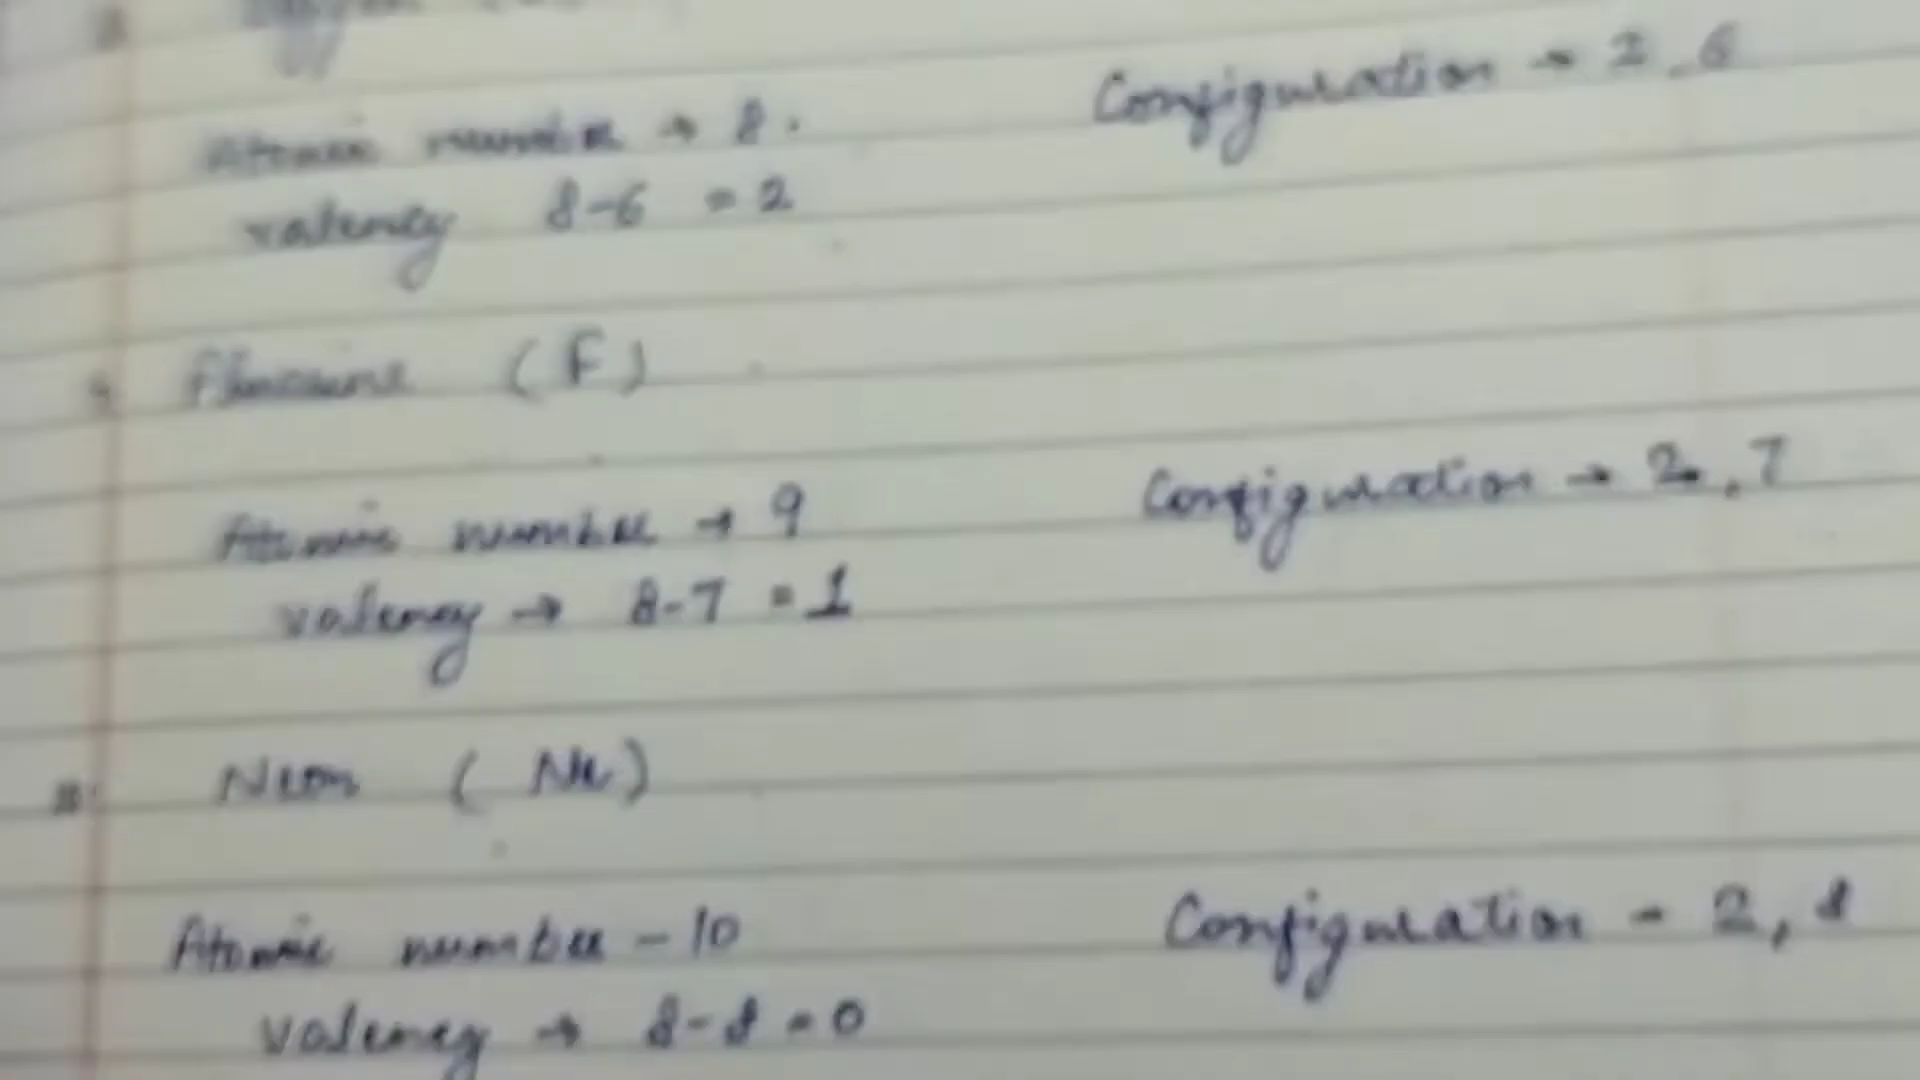 Configuration → 2, 6
Atomic number → 8.
valency 8-6 = 2
(F)
Configuration → 2, 7
Atomic number → 9
valency → 8-7 = 1
Neon (Ne)
Atomic number - 10
Configuration - 2, 8
valency → 8-8 = 0